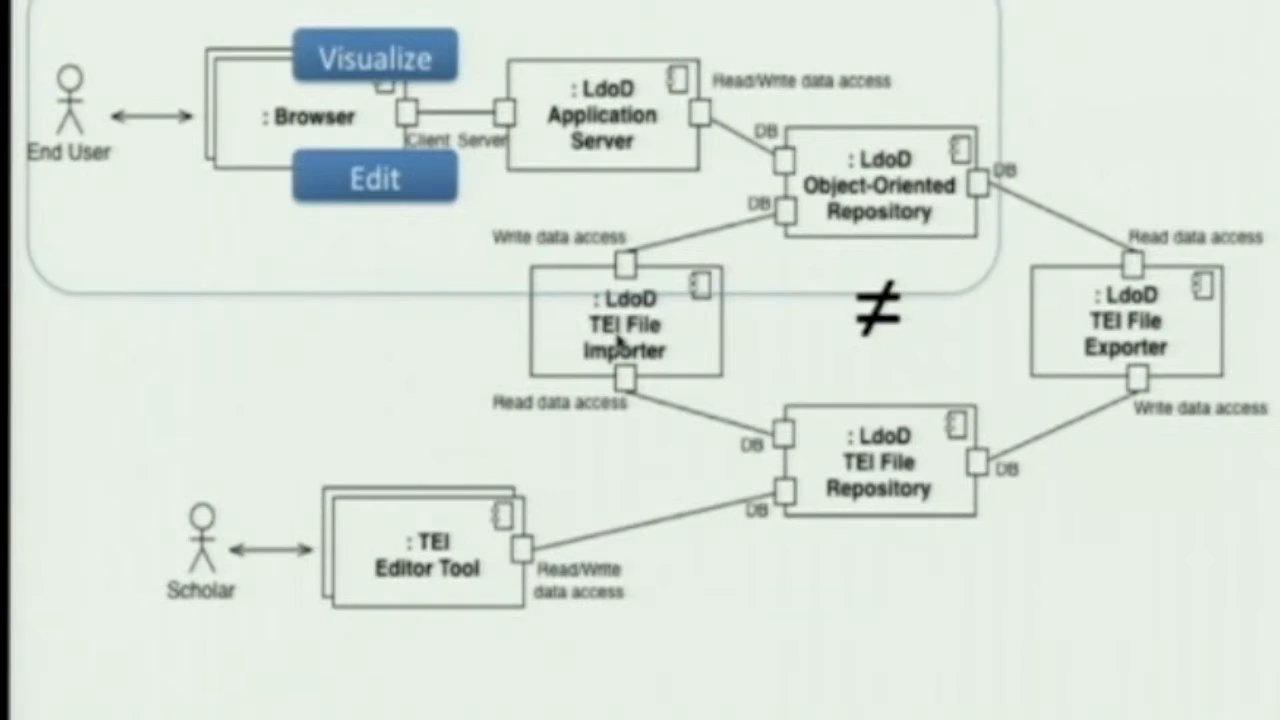 Visualize
: Browser
Edit
End User
Client Server
: LdoD
Application
Server
Read/Write data access
DB
: LdoD
Object-Oriented
Repository
DB
DB
Write data access
Read data access
: LdoD
TEI File
Importer
≠
: LdoD
TEI File
Exporter
Read data access
Write data access
DB
: LdoD
TEI File
Repository
DB
DB
: TEI
Editor Tool
Read/Write
data access
Scholar